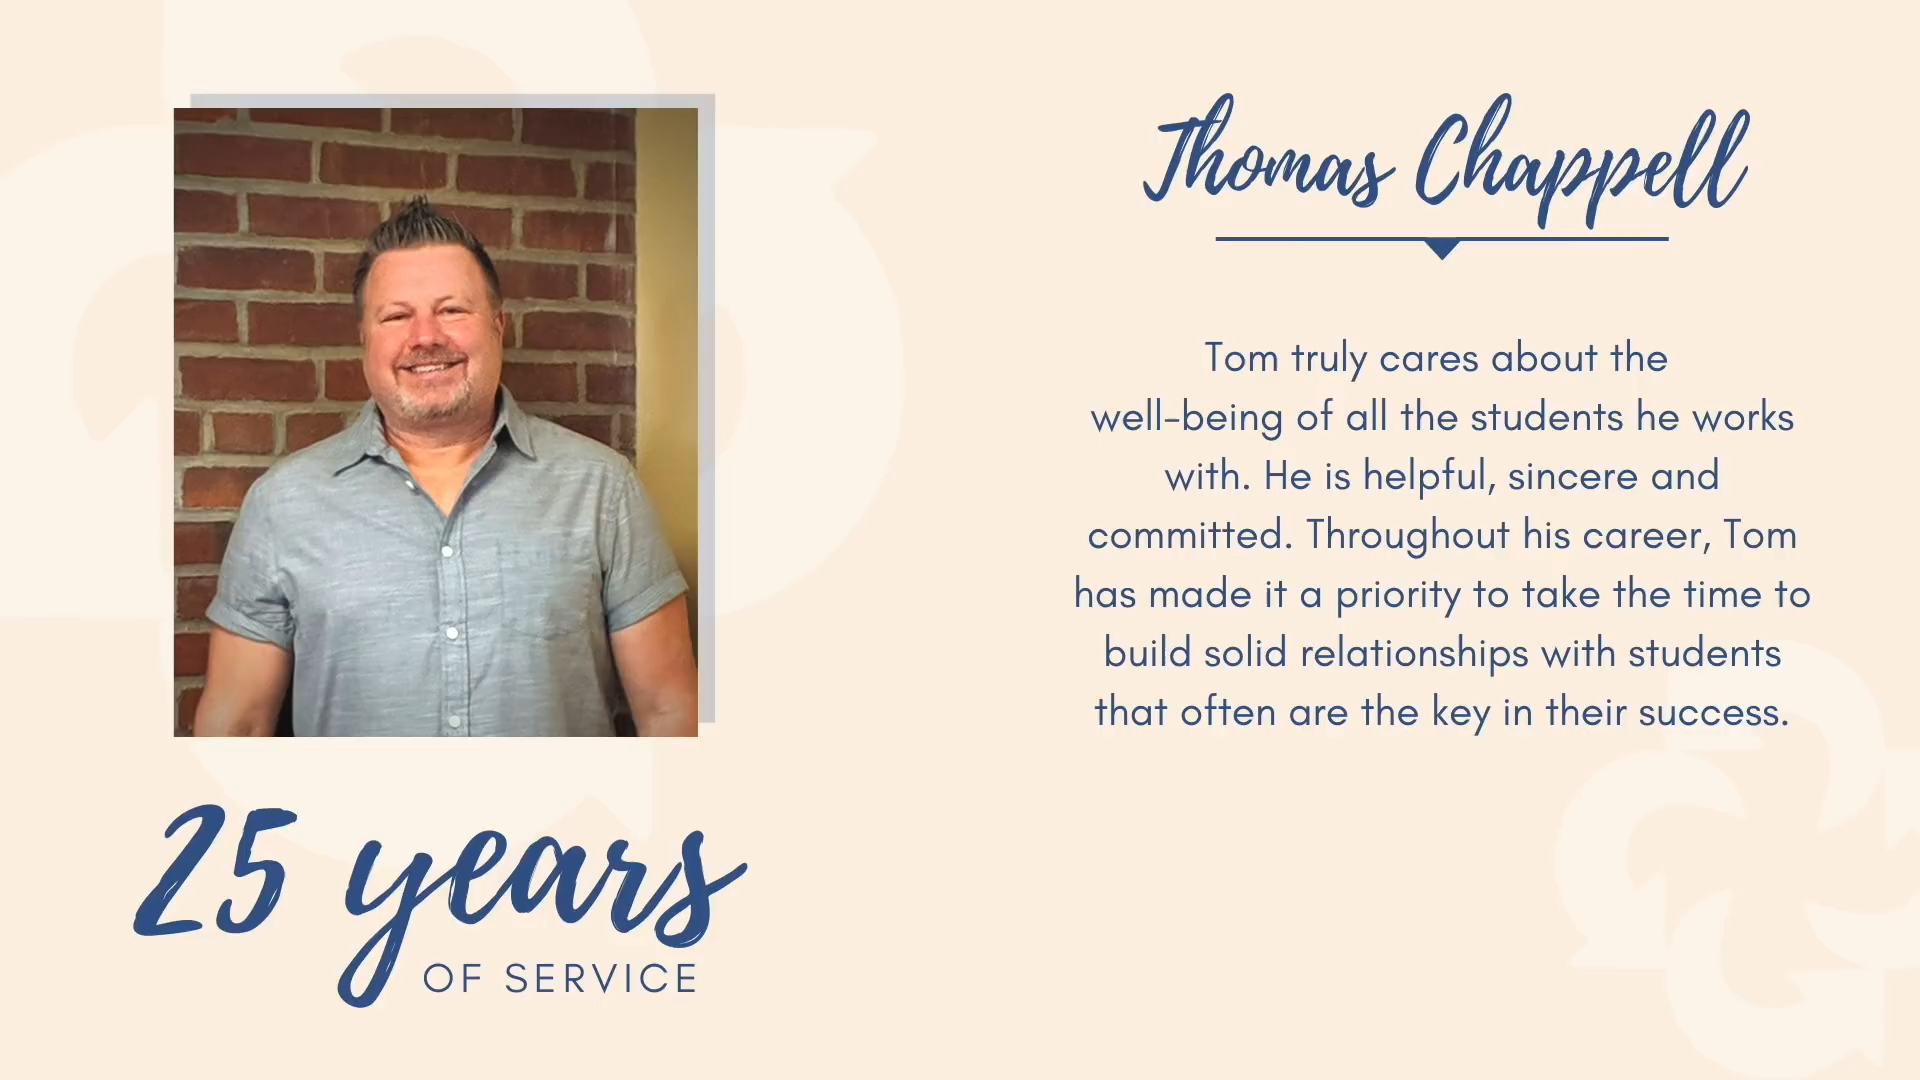 Thomas Chappell
Tom truly cares about the
well-being of all the students he works
with. He is helpful, sincere and
committed. Throughout his career, Tom
has made it a priority to take the time to
build solid relationships with students
that often are the key in their success.
25 years
OF SERVICE